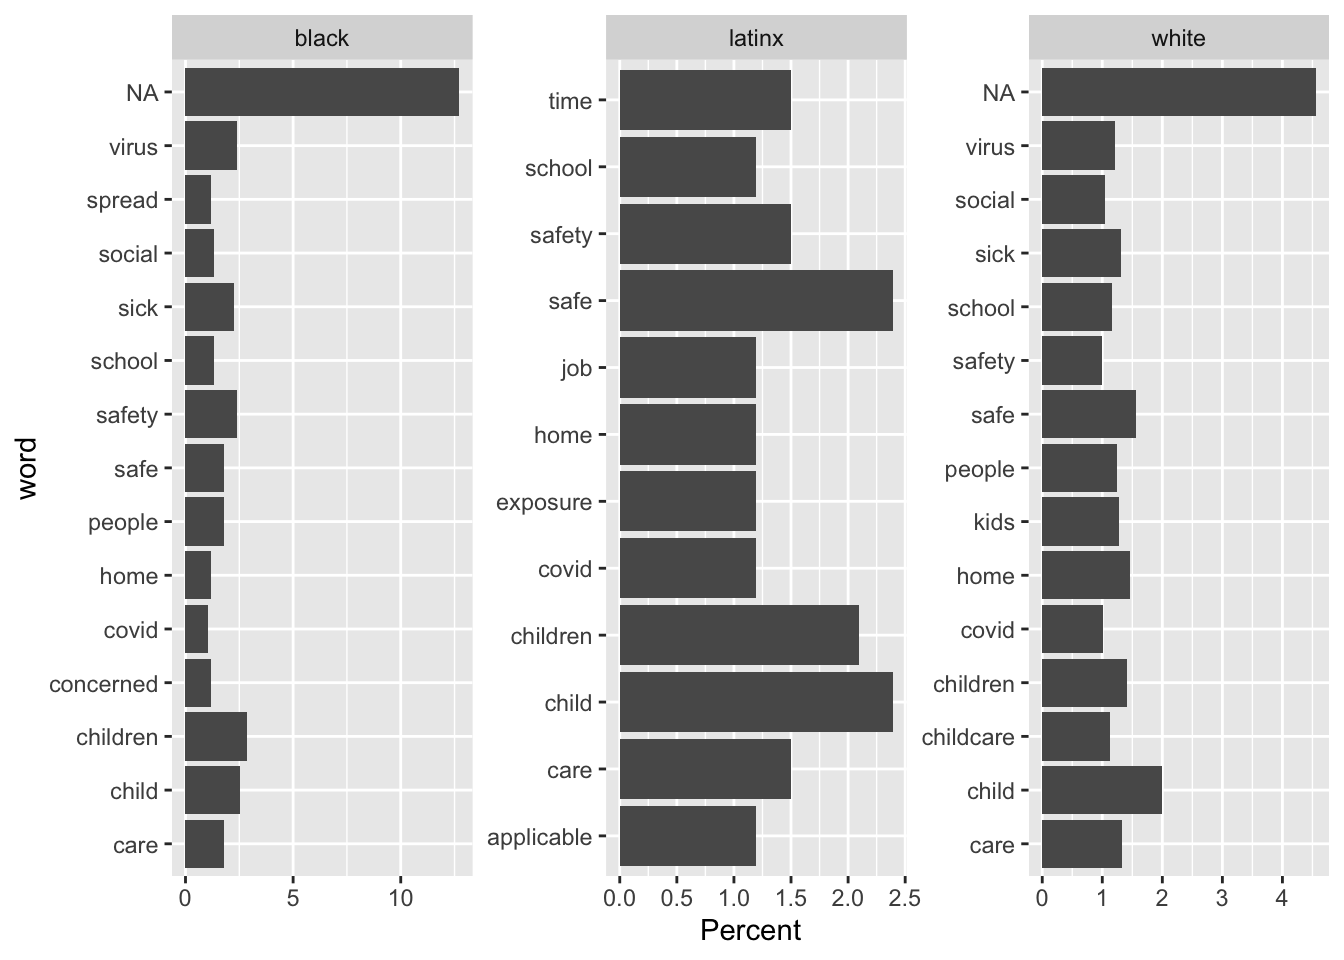 black
latinx
white
word
NA
virus
spread
social
sick
school
safety
safe
people
home
covid
concerned
children
child
care
0 5 10
time
school
safety
safe
job
home
exposure
covid
children
child
care
applicable
0.0 0.5 1.0 1.5 2.0 2.5
NA
virus
social
sick
school
safety
safe
people
kids
home
covid
children
childcare
child
care
0 1 2 3 4
Percent